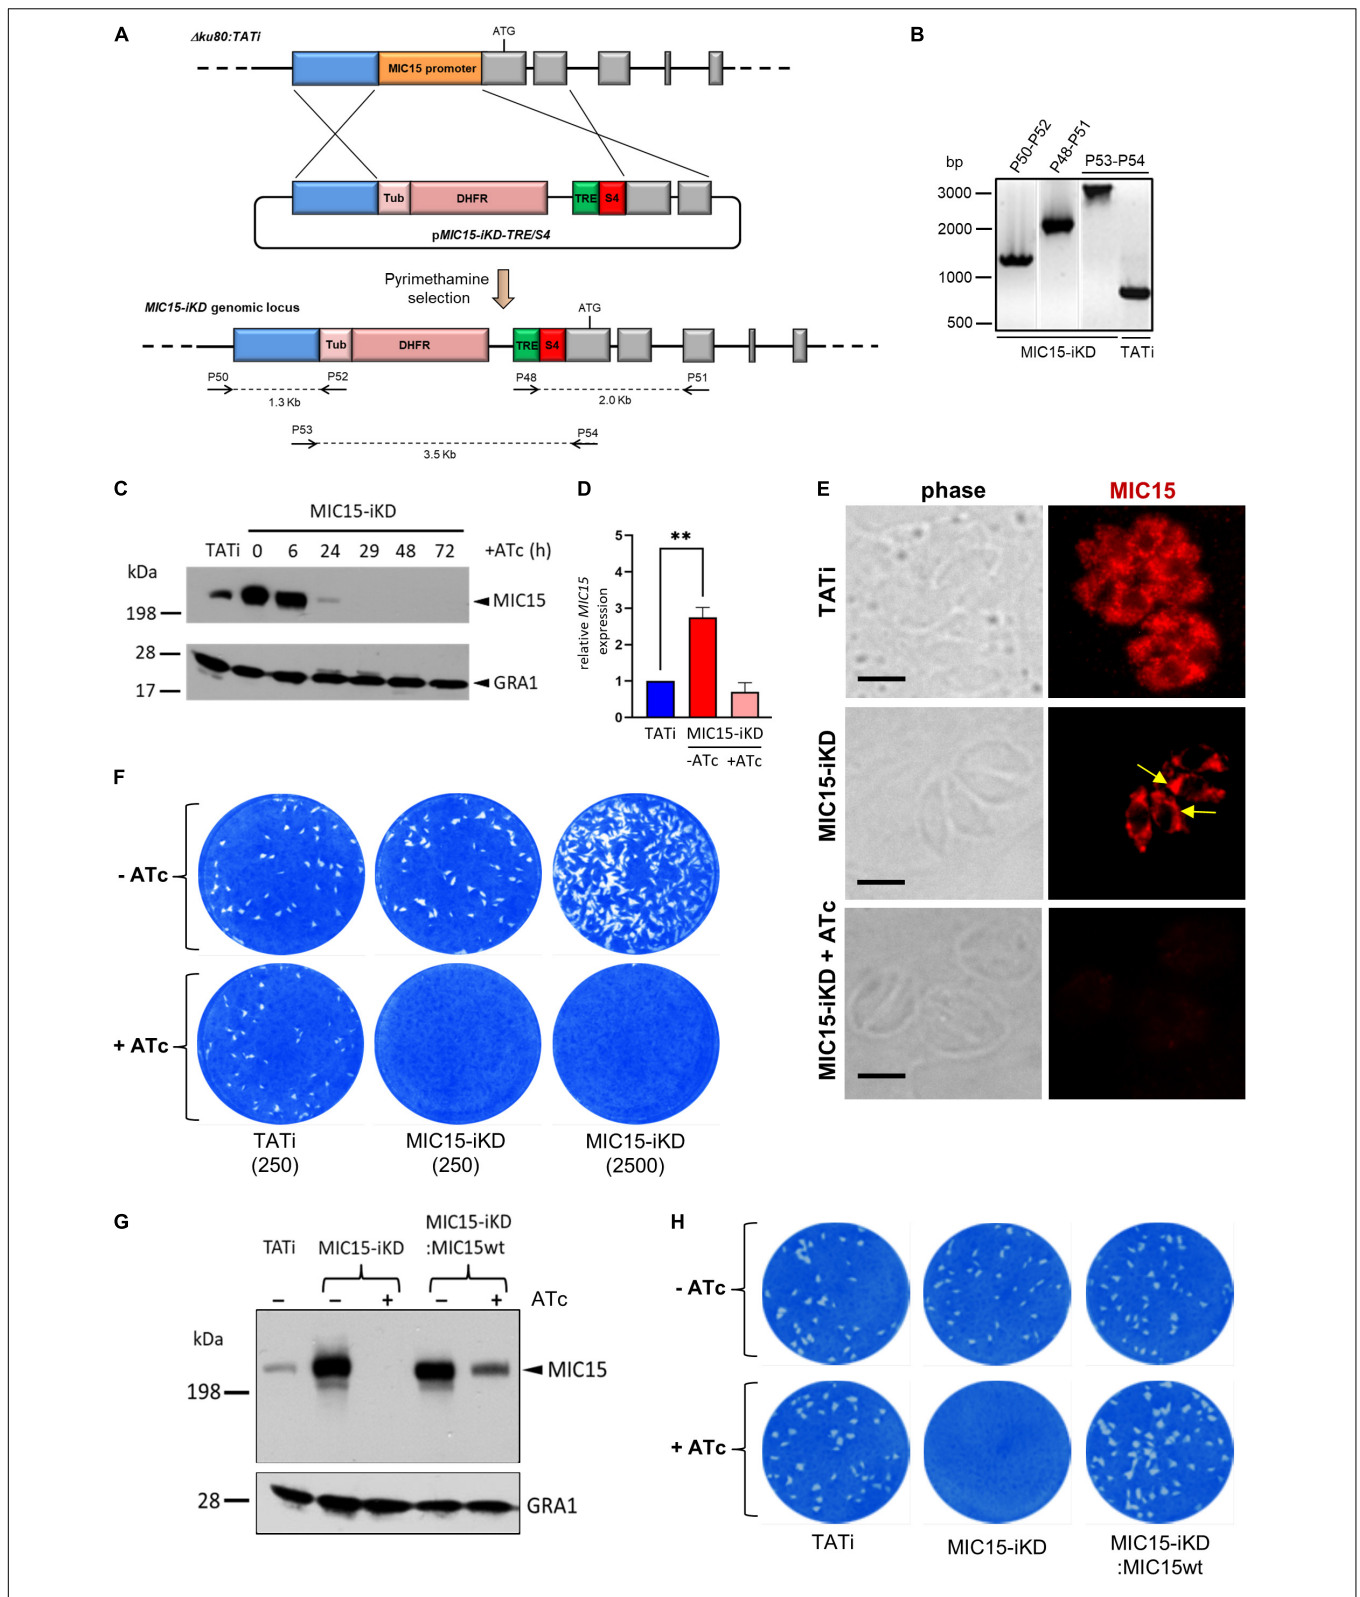 A
Δku80:TATi
ATG
MIC15 promoter
Tub
DHFR
TRE
S4
pMIC15-iKD-TRE/S4
Pyrimethamine
selection
MIC15-iKD genomic locus
ATG
Tub
DHFR
TRE
S4
P50
P52
P48
P51
1.3 Kb
2.0 Kb
P53
P54
3.5 Kb
B
P50-P52
P48-P51
P53-P54
bp
3000
2000
1000
500
MIC15-iKD
TATi
C
MIC15-iKD
TATi 0 6 24 29 48 72 +ATc (h)
kDa
198
MIC15
28
17
GRA1
D
relative MIC15
expression
5
4
3
2
1
0
**
TATi
MIC15-iKD
-ATc +ATc
E
phase
MIC15
TATi
MIC15-iKD
MIC15-iKD + ATc
F
- ATc
+ ATc
TATi
(250)
MIC15-iKD
(250)
MIC15-iKD
(2500)
G
TATi
MIC15-iKD
MIC15-iKD
:MIC15wt
– – + – + ATc
kDa
198
MIC15
28
GRA1
H
- ATc
+ ATc
TATi
MIC15-iKD
MIC15-iKD
:MIC15wt